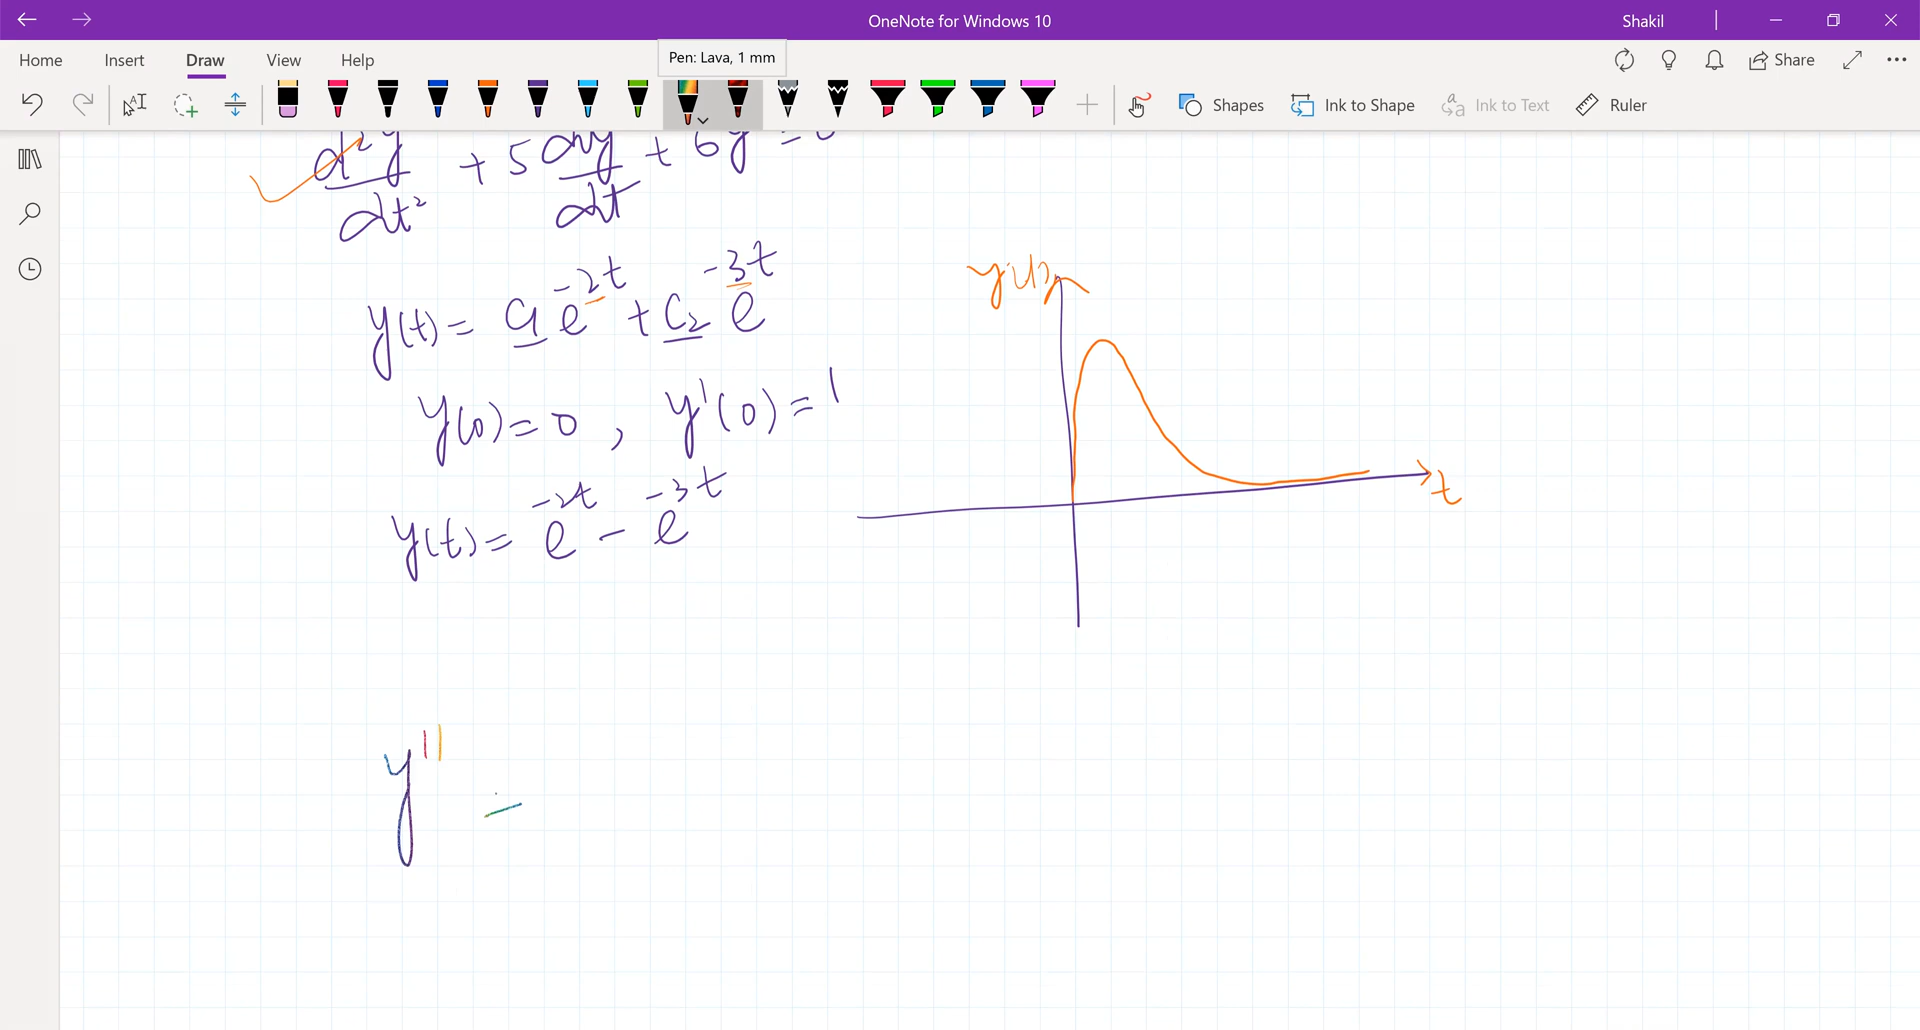 OneNote for Windows 10
Shakil
Home Insert Draw View Help
Pen: Lava, 1 mm
Share
Shapes Ink to Shape Ink to Text Ruler
d²y/dt² + 5 dy/dt + 6y = 0
y(t) = c₁ e^-2t + c₂ e^-3t
y(0) = 0 , y'(0) = 1
y(t) = e^-2t - e^-3t
y(t)
t
y'' -